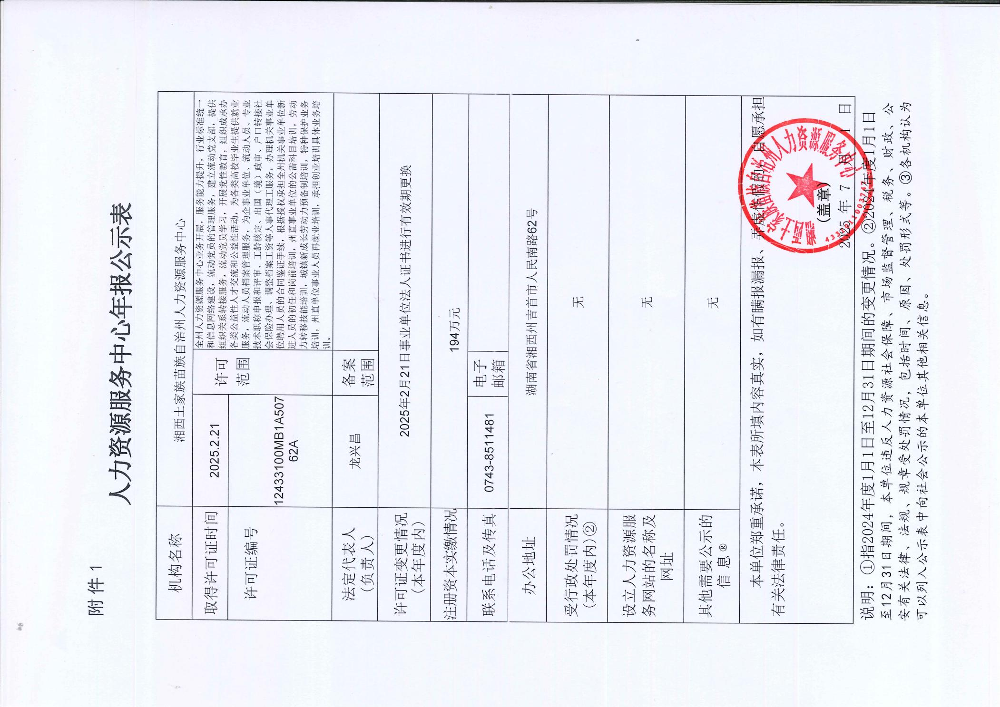 附件1
人力资源服务中心年报公示表
机构名称
湘西土家族苗族自治州人力资源服务中心
取得许可证时间
2025.2.21
许可
范围
全州人力资源服务中心业务开展，服务能力提升，行业标准统一
和信息网络建设，流动党员的管理服务，建立流动党支部，提供
组织关系转接服务，流动党员学习，开展党性教育，组织成承办
各类公益性人才交流和公益性活动，为各类高校毕业生提供就业
服务，流动人员档案管理服务，为企事业单位、流动人员、专业
技术职称申报和评审、工龄核定、出国（境）政审、户口转接社
会保险办理、调整档案工资等人事代理工服务，办理机关事业单
位聘用人员的合同鉴证手续，根据授权承担全州机关事业单位新
进人员的初任和岗前培训，州直事业单位的公需科目培训，劳动
力转移技能培训，城镇新成长劳动力预备制培训，特种保护业务
培训，州直单位事业人员再就业培训，承担创业培训具体业务培
训。
许可证编号
12433100MB1A507
62A
法定代表人
（负责人）
龙兴昌
备案
范围
许可证变更情况
（本年度内）
2025年2月21日事业单位法人证书进行有效期更换
注册资本实缴情况
194万元
联系电话及传真
0743-8511481
电子
邮箱
办公地址
湖南省湘西州吉首市人民南路62号
受行政处罚情况
（本年度内）②
无
设立人力资源服
务网站的名称及
网址
无
其他需要公示的
信息®
无
本单位郑重承诺，本表所填内容真实，如有瞒报漏报、弄虚作假的，自愿承担
有关法律责任。
（盖章）
2025 年 7 月 1 日
湘西土家族苗族自治州人力资源服务中心
说明：①指2024年度1月1日至12月31日期间的变更情况。②2024年度1月1日
至12月31日期间，本单位违反人力资源社会保障、市场监督管理、税务、财政、公
安有关法律、法规、规章受处罚情况，包括时间、原因、处罚形式等。③各机构认为
可以列入公示表中向社会公示的本单位其他相关信息。